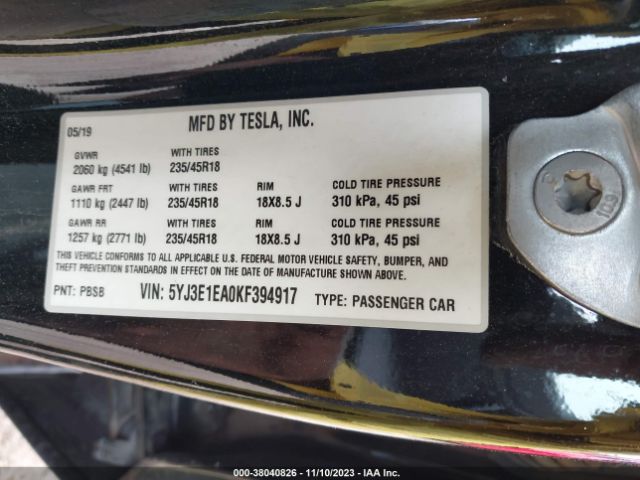 05/19 MFD BY TESLA, INC.
GVWR WITH TIRES
2060 kg (4541 lb) 235/45R18
GAWR FRT WITH TIRES RIM COLD TIRE PRESSURE
1110 kg (2447 lb) 235/45R18 18X8.5 J 310 kPa, 45 psi
GAWR RR WITH TIRES RIM COLD TIRE PRESSURE
1257 kg (2771 lb) 235/45R18 18X8.5 J 310 kPa, 45 psi
THIS VEHICLE CONFORMS TO ALL APPLICABLE U.S. FEDERAL MOTOR VEHICLE SAFETY, BUMPER, AND
THEFT PREVENTION STANDARDS IN EFFECT ON THE DATE OF MANUFACTURE SHOWN ABOVE.
PNT: PBSB VIN: 5YJ3E1EA0KF394917 TYPE: PASSENGER CAR
000-38040826 - 11/10/2023 - IAA Inc.